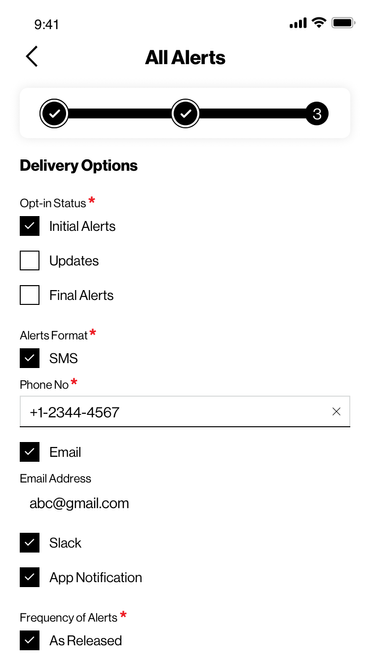 9:41
All Alerts
3
Delivery Options
Opt-in Status *
Initial Alerts
Updates
Final Alerts
Alerts Format *
SMS
Phone No *
+1-2344-4567
Email
Email Address
abc@gmail.com
Slack
App Notification
Frequency of Alerts *
As Released